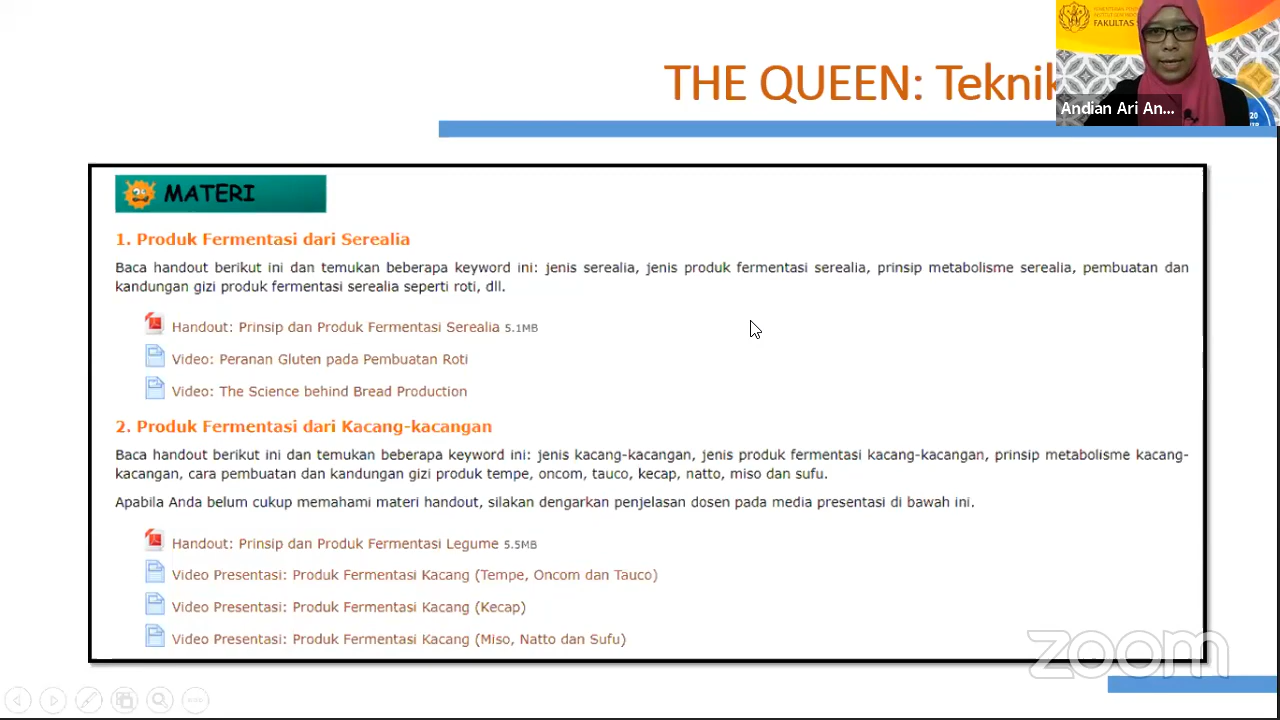 THE QUEEN: Teknik
FAKULTAS
Andian Ari An...
20
MATERI
1. Produk Fermentasi dari Serealia
Baca handout berikut ini dan temukan beberapa keyword ini: jenis serealia, jenis produk fermentasi serealia, prinsip metabolisme serealia, pembuatan dan
kandungan gizi produk fermentasi serealia seperti roti, dll.
Handout: Prinsip dan Produk Fermentasi Serealia 5.1MB
Video: Peranan Gluten pada Pembuatan Roti
Video: The Science behind Bread Production
2. Produk Fermentasi dari Kacang-kacangan
Baca handout berikut ini dan temukan beberapa keyword ini: jenis kacang-kacangan, jenis produk fermentasi kacang-kacangan, prinsip metabolisme kacang-
kacangan, cara pembuatan dan kandungan gizi produk tempe, oncom, tauco, kecap, natto, miso dan sufu.
Apabila Anda belum cukup memahami materi handout, silakan dengarkan penjelasan dosen pada media presentasi di bawah ini.
Handout: Prinsip dan Produk Fermentasi Legume 5.5MB
Video Presentasi: Produk Fermentasi Kacang (Tempe, Oncom dan Tauco)
Video Presentasi: Produk Fermentasi Kacang (Kecap)
Video Presentasi: Produk Fermentasi Kacang (Miso, Natto dan Sufu)
zoom